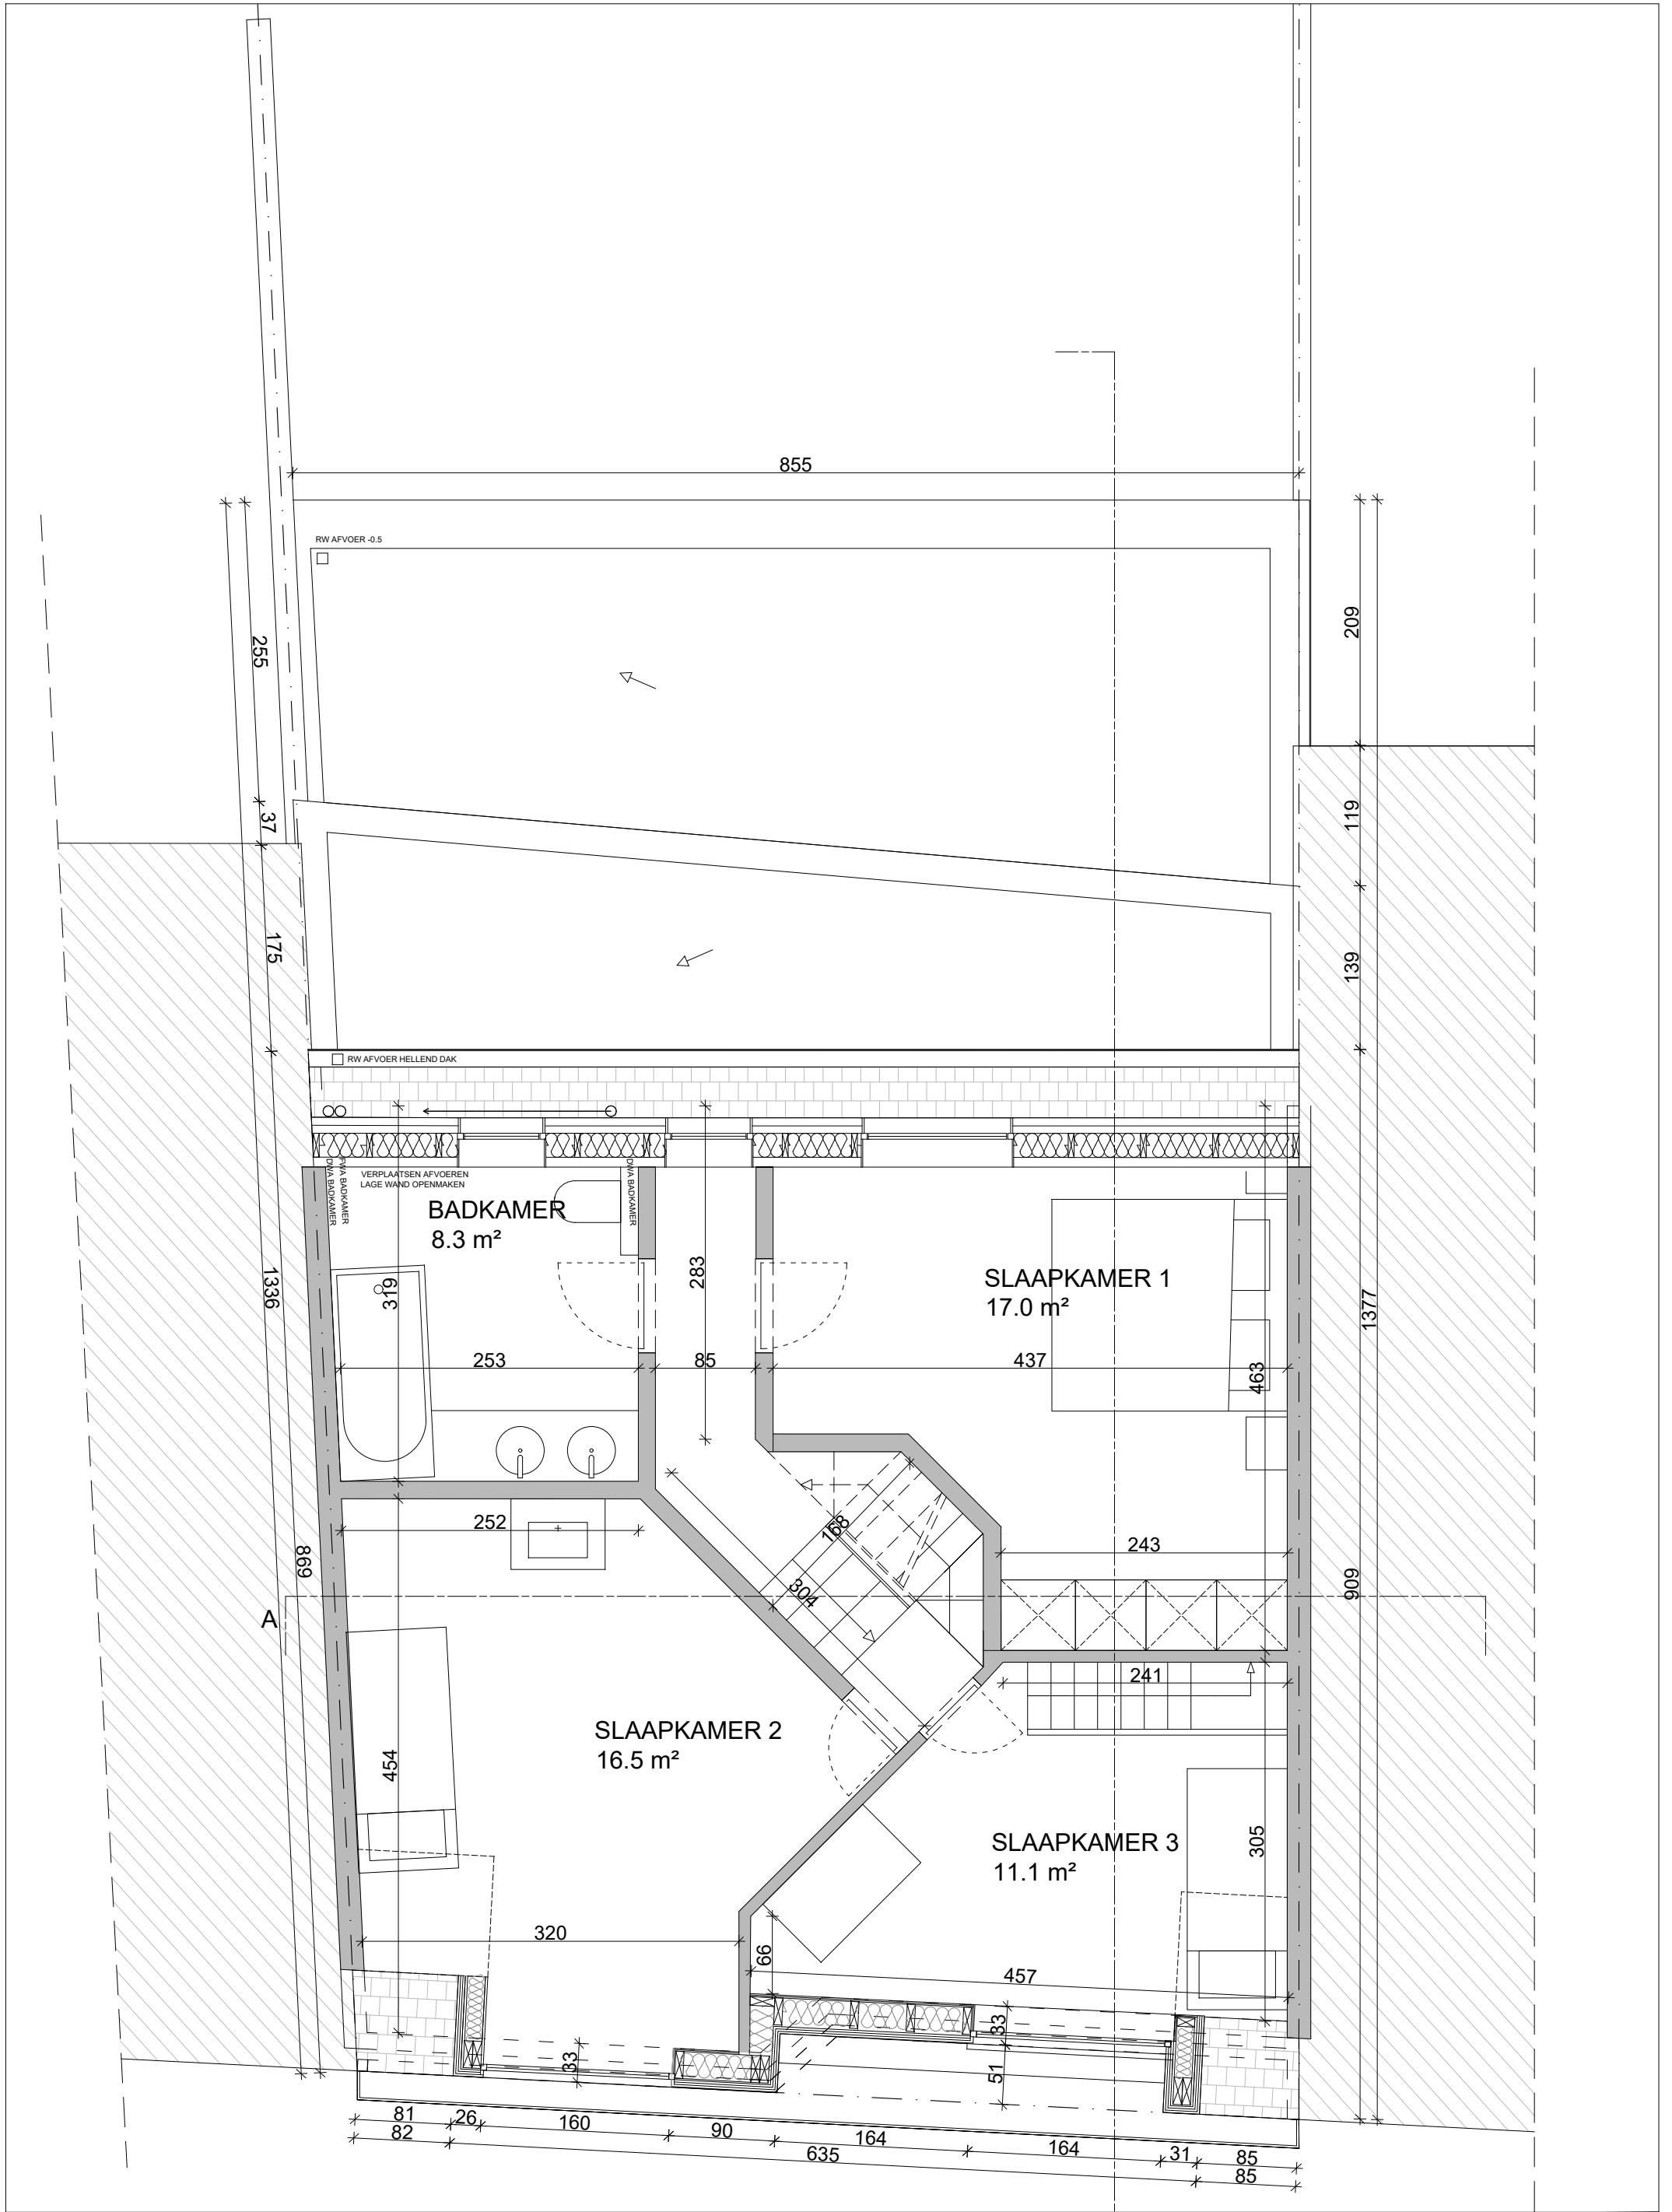 855
RW AFVOER -0.5
209
255
119
37
175
139
RW AFVOER HELLEND DAK
DWA BADKAMER
FWA BADKAMER
VERPLAATSEN AFVOEREN
LAGE WAND OPENMAKEN
DWA BADKAMER
BADKAMER
8.3 m²
283
SLAAPKAMER 1
17.0 m²
1336
319
1377
253
85
437
463
252
168
243
869
304
909
A
241
SLAAPKAMER 2
16.5 m²
454
SLAAPKAMER 3
11.1 m²
305
320
66
457
33
33
51
81
26
160
90
164
164
31
85
82
635
85